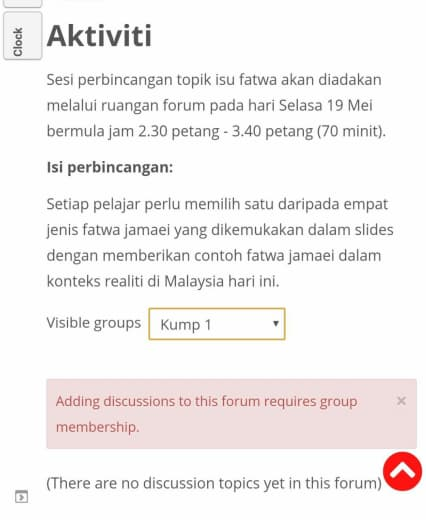 Clock
Aktiviti
Sesi perbincangan topik isu fatwa akan diadakan
melalui ruangan forum pada hari Selasa 19 Mei
bermula jam 2.30 petang - 3.40 petang (70 minit).
Isi perbincangan:
Setiap pelajar perlu memilih satu daripada empat
jenis fatwa jamaei yang dikemukakan dalam slides
dengan memberikan contoh fatwa jamaei dalam
konteks realiti di Malaysia hari ini.
Visible groups Kump 1
Adding discussions to this forum requires group
membership.
(There are no discussion topics yet in this forum)